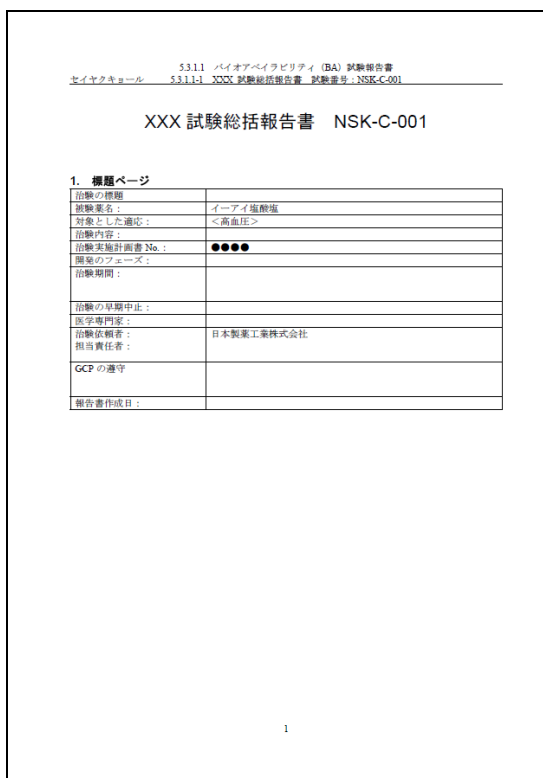 5.3.1.1 バイオアベイラビリティ（BA）試験報告書
セイヤクキョール 5.3.1.1-1 XXX 試験総括報告書 試験番号：NSK-C-001
XXX 試験総括報告書 NSK-C-001
1. 標題ページ
治験の標題
被験薬名： イーアイ塩酸塩
対象とした適応： ＜高血圧＞
治験内容：
治験実施計画書 No.： ●●●●
開発のフェーズ：
治験期間：
治験の早期中止：
医学専門家：
治験依頼者： 日本製薬工業株式会社
担当責任者：
GCP の遵守
報告書作成日：
1